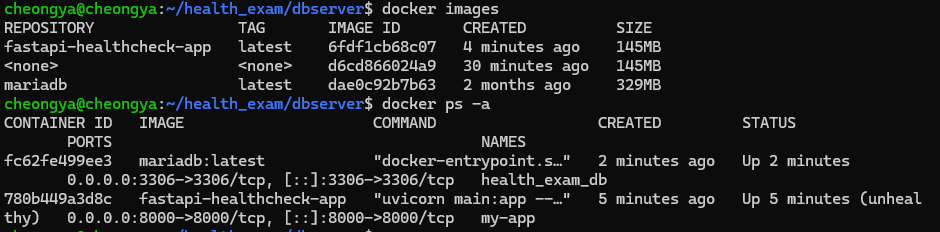 cheongya@cheongya:~/health_exam/dbserver$ docker images
REPOSITORY                TAG       IMAGE ID       CREATED          SIZE
fastapi-healthcheck-app   latest    6fdf1cb68c07   4 minutes ago    145MB
<none>                    <none>    d6cd866024a9   30 minutes ago   145MB
mariadb                   latest    dae0c92b7b63   2 months ago     329MB
cheongya@cheongya:~/health_exam/dbserver$ docker ps -a
CONTAINER ID   IMAGE                     COMMAND                  CREATED         STATUS
       PORTS                                         NAMES
fc62fe499ee3   mariadb:latest            "docker-entrypoint.s…"   2 minutes ago   Up 2 minutes
       0.0.0.0:3306->3306/tcp, [::]:3306->3306/tcp   health_exam_db
780b449a3d8c   fastapi-healthcheck-app   "uvicorn main:app --…"   5 minutes ago   Up 5 minutes (unheal
thy)   0.0.0.0:8000->8000/tcp, [::]:8000->8000/tcp   my-app
cheongya@cheongya:~/health_exam/dbserver$